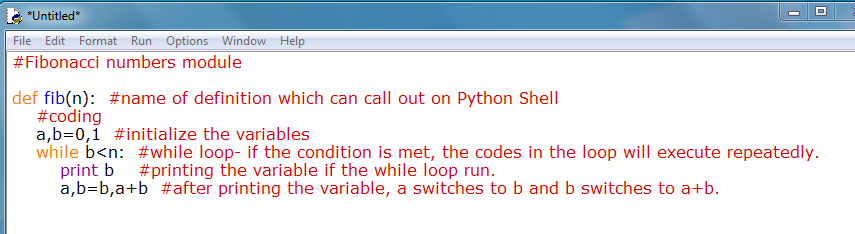 *Untitled*
File Edit Format Run Options Window Help
#Fibonacci numbers module
def fib(n):  #name of definition which can call out on Python Shell
    #coding
    a,b=0,1  #initialize the variables
    while b<n:  #while loop- if the condition is met, the codes in the loop will execute repeatedly.
        print b    #printing the variable if the while loop run.
        a,b=b,a+b  #after printing the variable, a switches to b and b switches to a+b.